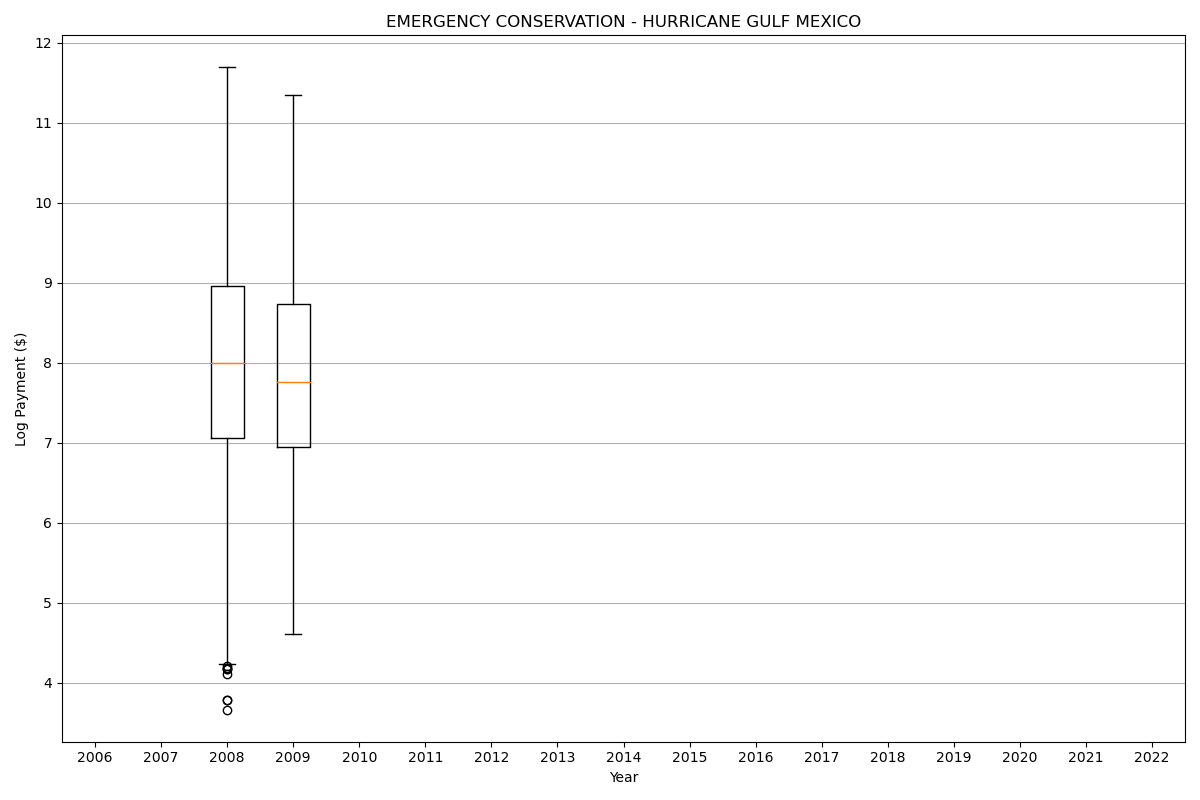 EMERGENCY CONSERVATION - HURRICANE GULF MEXICO
12
11
10
9
8
7
6
5
4
Log Payment ($)
2006 2007 2008 2009 2010 2011 2012 2013 2014 2015 2016 2017 2018 2019 2020 2021 2022
Year